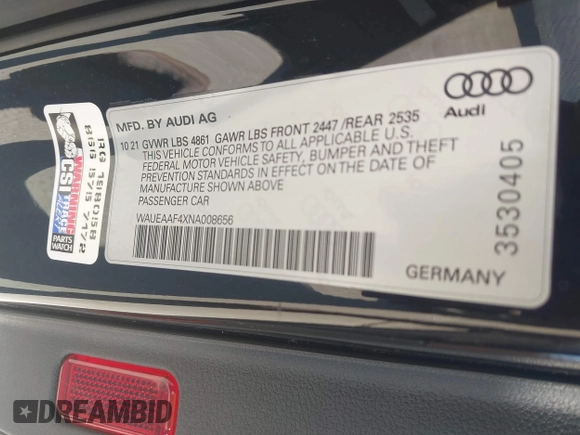 MFD. BY AUDI AG
10 21 GVWR LBS 4861 GAWR LBS FRONT 2447 /REAR 2535
THIS VEHICLE CONFORMS TO ALL APPLICABLE U.S.
FEDERAL MOTOR VEHICLE SAFETY, BUMPER AND THEFT
PREVENTION STANDARDS IN EFFECT ON THE DATE OF
MANUFACTURE SHOWN ABOVE
PASSENGER CAR
WAUEAAF4XNA008656
Audi
3530405
GERMANY
WARNING
CSI TRACE
PARTS
WATCH
DREAMBID